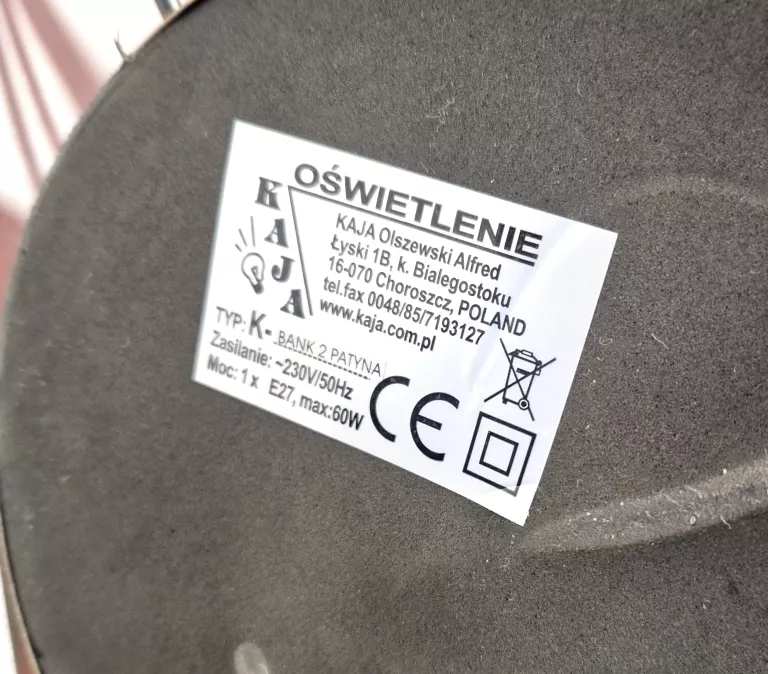 OŚWIETLENIE
KAJA
KAJA Olszewski Alfred
Łyski 1B, k. Bialegostoku
16-070 Choroszcz, POLAND
tel.fax 0048/85/7193127
www.kaja.com.pl
TYP: K- BANK 2 PATYNA
Zasilanie: ~230V/50Hz
Moc: 1 x E27, max:60W
CE